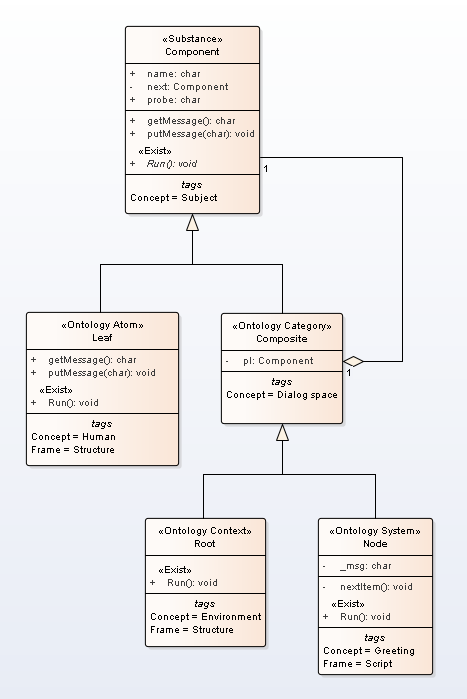 «Substance»
Component
+ name: char
- next: Component
+ probe: char
+ getMessage(): char
+ putMessage(char): void
«Exist»
+ Run(): void
tags
Concept = Subject
1
«Ontology Atom»
Leaf
+ getMessage(): char
+ putMessage(char): void
«Exist»
+ Run(): void
tags
Concept = Human
Frame = Structure
«Ontology Category»
Composite
- pl: Component
tags
Concept = Dialog space
1
«Ontology Context»
Root
«Exist»
+ Run(): void
tags
Concept = Environment
Frame = Structure
«Ontology System»
Node
- _msg: char
- nextItem(): void
«Exist»
+ Run(): void
tags
Concept = Greeting
Frame = Script